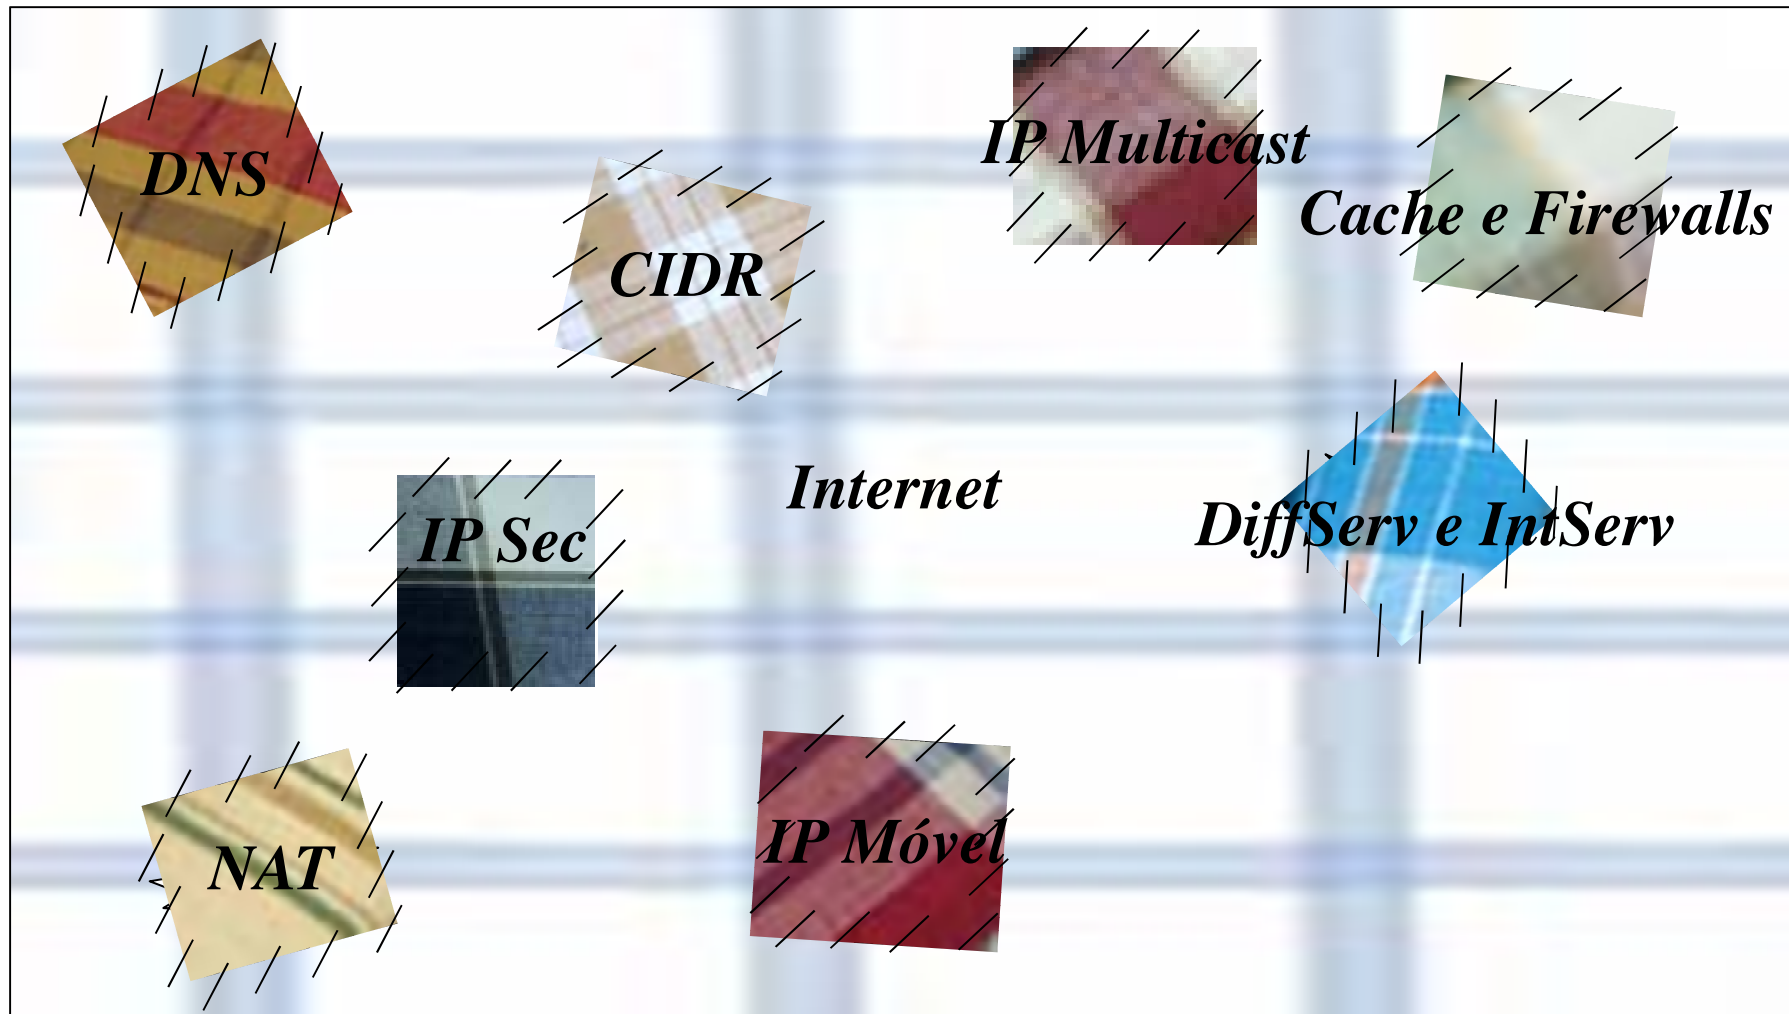 DNS
IP Multicast
Cache e Firewalls
CIDR
Internet
IP Sec
DiffServ e IntServ
NAT
IP Móvel